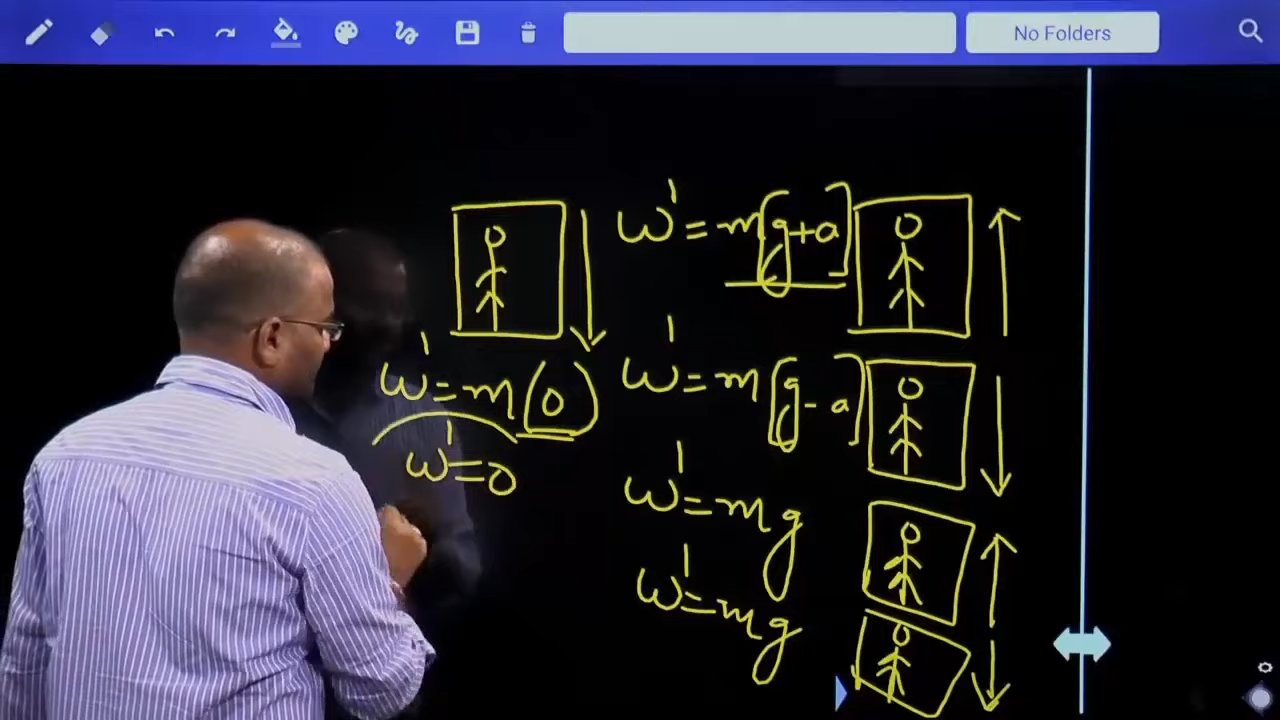 No Folders
w' = m[g+a]
w' = m[g-a]
w' = m(0)
w' = 0
w' = mg
w' = mg